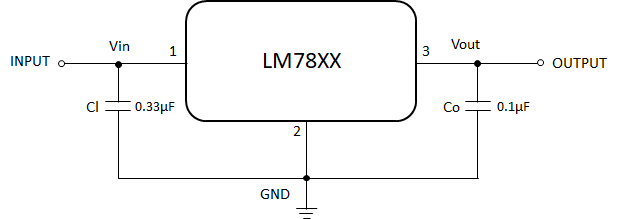 Vin
1
LM78XX
3
Vout
INPUT
OUTPUT
CI
0.33µF
2
Co
0.1µF
GND